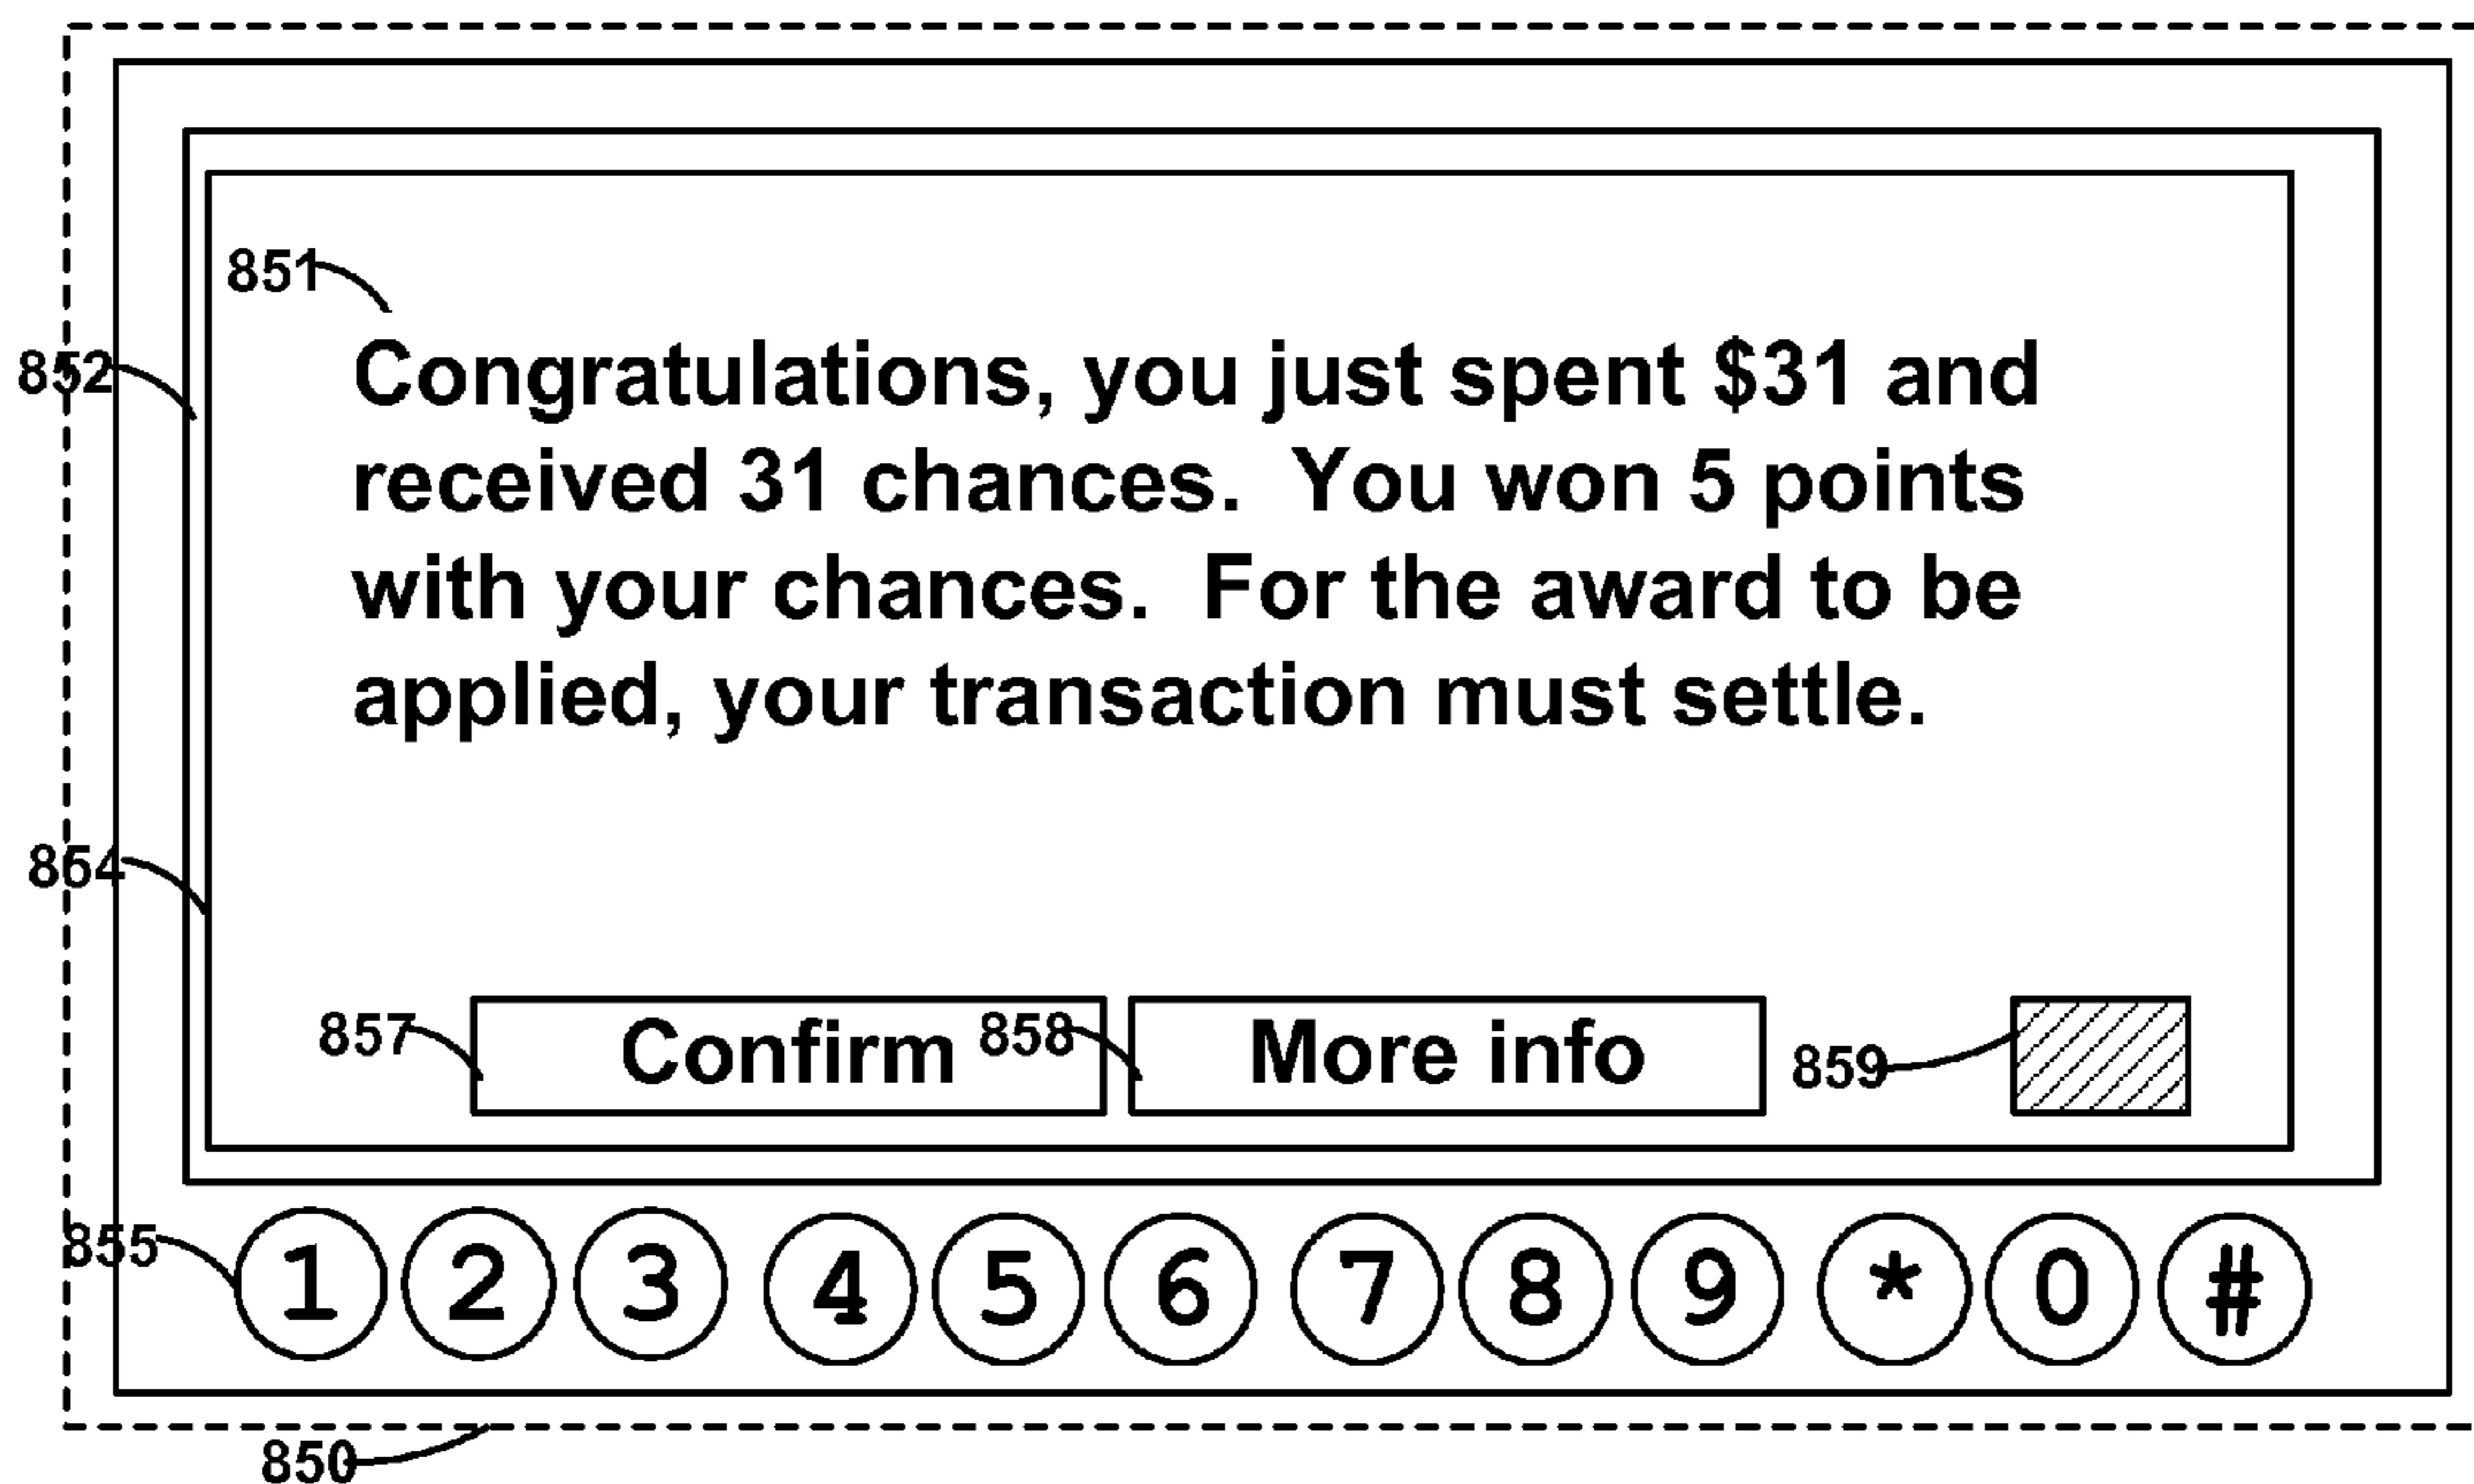 851
852
Congratulations, you just spent $31 and
received 31 chances.  You won 5 points
with your chances.  For the award to be
applied, your transaction must settle.
864
857 Confirm 858 More info 859
855 1 2 3 4 5 6 7 8 9 * 0 #
850